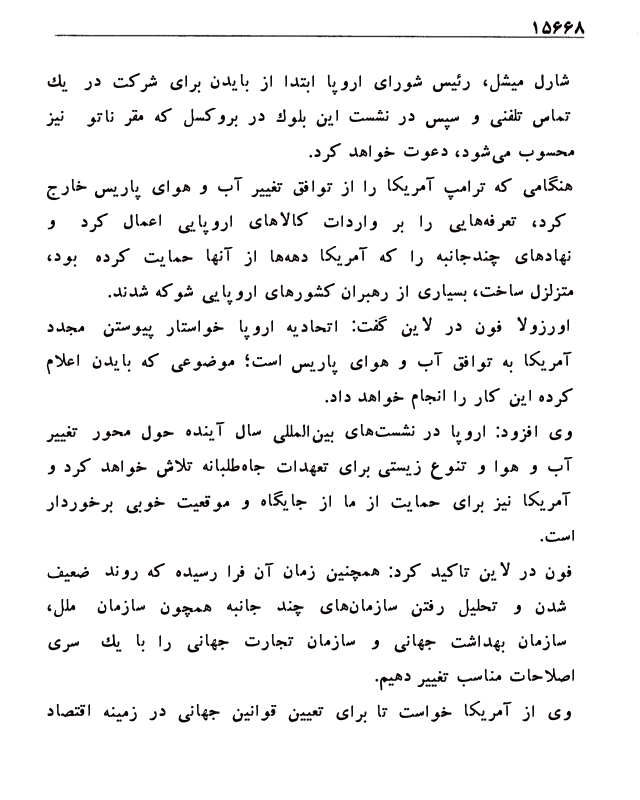 ۱۵۶۶۸
شارل میشل، رئیس شورای اروپا ابتدا از بایدن برای شرکت در یك
تماس تلفنی و سپس در نشست این بلوك در بروکسل که مقر ناتو نیز
محسوب می‌شود، دعوت خواهد کرد.
هنگامی که ترامپ آمریکا را از توافق تغییر آب و هوای پاریس خارج
کرد، تعرفه‌هایی را بر واردات کالاهای اروپایی اعمال کرد و
نهادهای چندجانبه را که آمریکا دهه‌ها از آنها حمایت کرده بود،
متزلزل ساخت، بسیاری از رهبران کشورهای اروپایی شوکه شدند.
اورزولا فون در لاین گفت: اتحادیه اروپا خواستار پیوستن مجدد
آمریکا به توافق آب و هوای پاریس است؛ موضوعی که بایدن اعلام
کرده این کار را انجام خواهد داد.
وی افزود: اروپا در نشست‌های بین‌المللی سال آینده حول محور تغییر
آب و هوا و تنوع زیستی برای تعهدات جاه‌طلبانه تلاش خواهد کرد و
آمریکا نیز برای حمایت از ما از جایگاه و موقعیت خوبی برخوردار
است.
فون در لاین تاکید کرد: همچنین زمان آن فرا رسیده که روند ضعیف
شدن و تحلیل رفتن سازمان‌های چند جانبه همچون سازمان ملل،
سازمان بهداشت جهانی و سازمان تجارت جهانی را با یك سری
اصلاحات مناسب تغییر دهیم.
وی از آمریکا خواست تا برای تعیین قوانین جهانی در زمینه اقتصاد